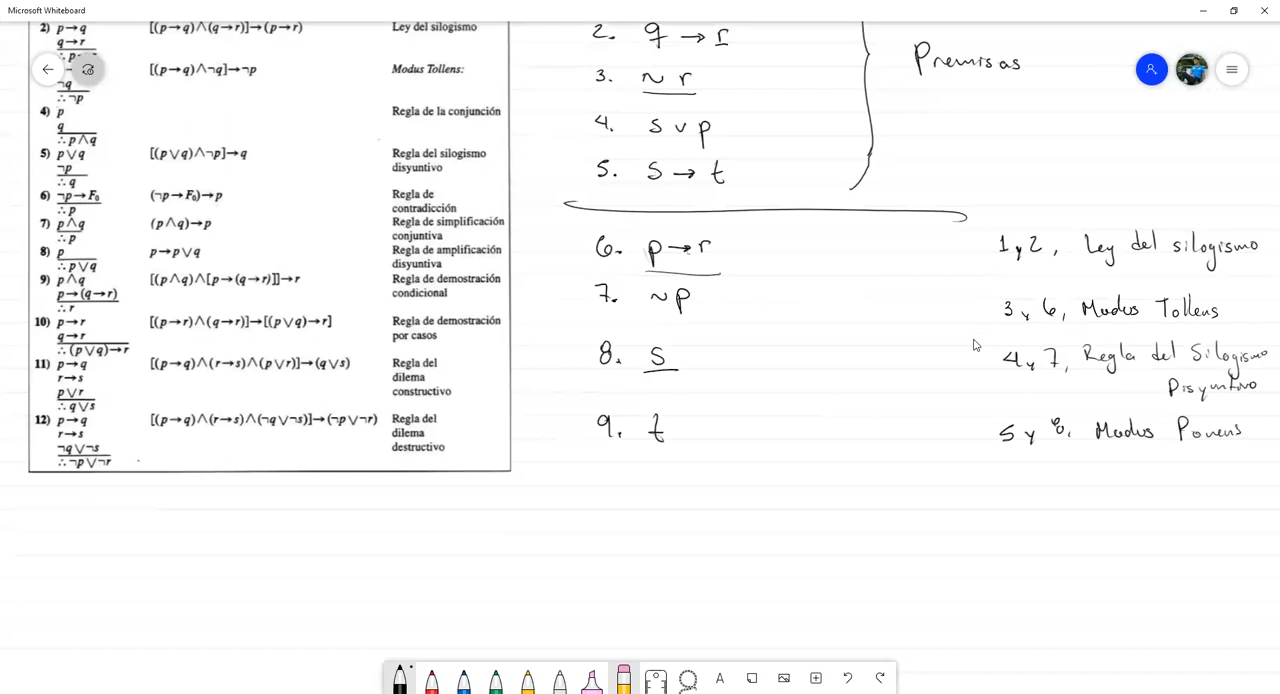 Microsoft Whiteboard
2) p→q [(p→q)∧(q→r)]→(p→r) Ley del silogismo
q→r
[(p→q)∧¬q]→¬p Modus Tollens:
¬q
∴¬p
4) p Regla de la conjunción
q
∴p∧q
5) p∨q [(p∨q)∧¬p]→q Regla del silogismo
¬p disyuntivo
∴q
6) ¬p→F₀ (¬p→F₀)→p Regla de
∴p contradicción
7) p∧q (p∧q)→p Regla de simplificación
∴p conjuntiva
8) p p→p∨q Regla de amplificación
∴p∨q disyuntiva
9) p∧q [(p∧q)∧[p→(q→r)]]→r Regla de demostración
p→(q→r) condicional
∴r
10) p→r [(p→r)∧(q→r)]→[(p∨q)→r] Regla de demostración
q→r por casos
∴(p∨q)→r
11) p→q [(p→q)∧(r→s)∧(p∨r)]→(q∨s) Regla del
r→s dilema
p∨r constructivo
∴q∨s
12) p→q [(p→q)∧(r→s)∧(¬q∨¬s)]→(¬p∨¬r) Regla del
r→s dilema
¬q∨¬s destructivo
∴¬p∨¬r
2. q → r
3. ~ r
4. s v p
5. s → t
Premisas
6. p→r 1 y 2, Ley del silogismo
7. ~p 3 y 6, Modus Tollens
8. s 4 y 7, Regla del Silogismo
Disyuntivo
9. t 5 y 8. Modus Ponens
A